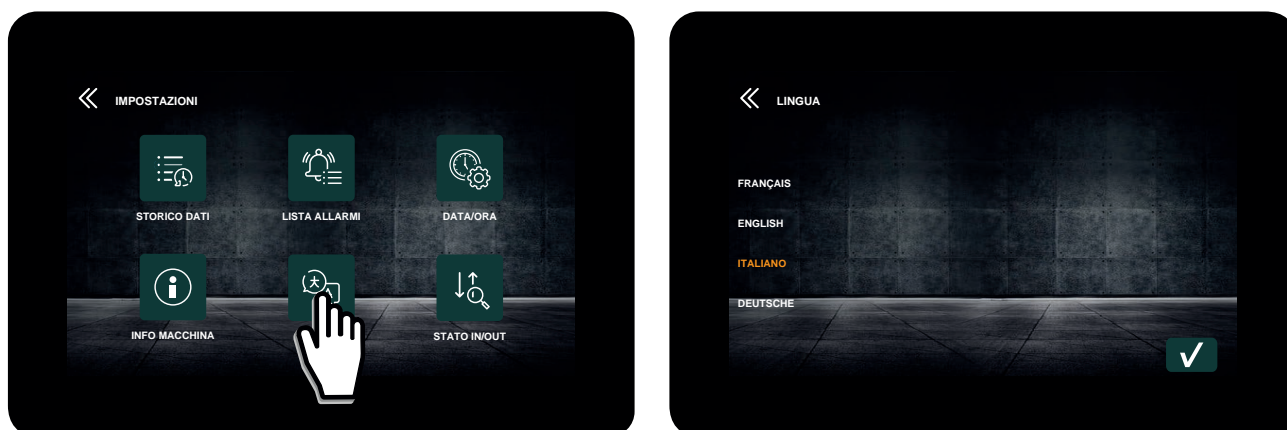 IMPOSTAZIONI
STORICO DATI
LISTA ALLARMI
DATA/ORA
INFO MACCHINA
STATO IN/OUT
LINGUA
FRANÇAIS
ENGLISH
ITALIANO
DEUTSCHE